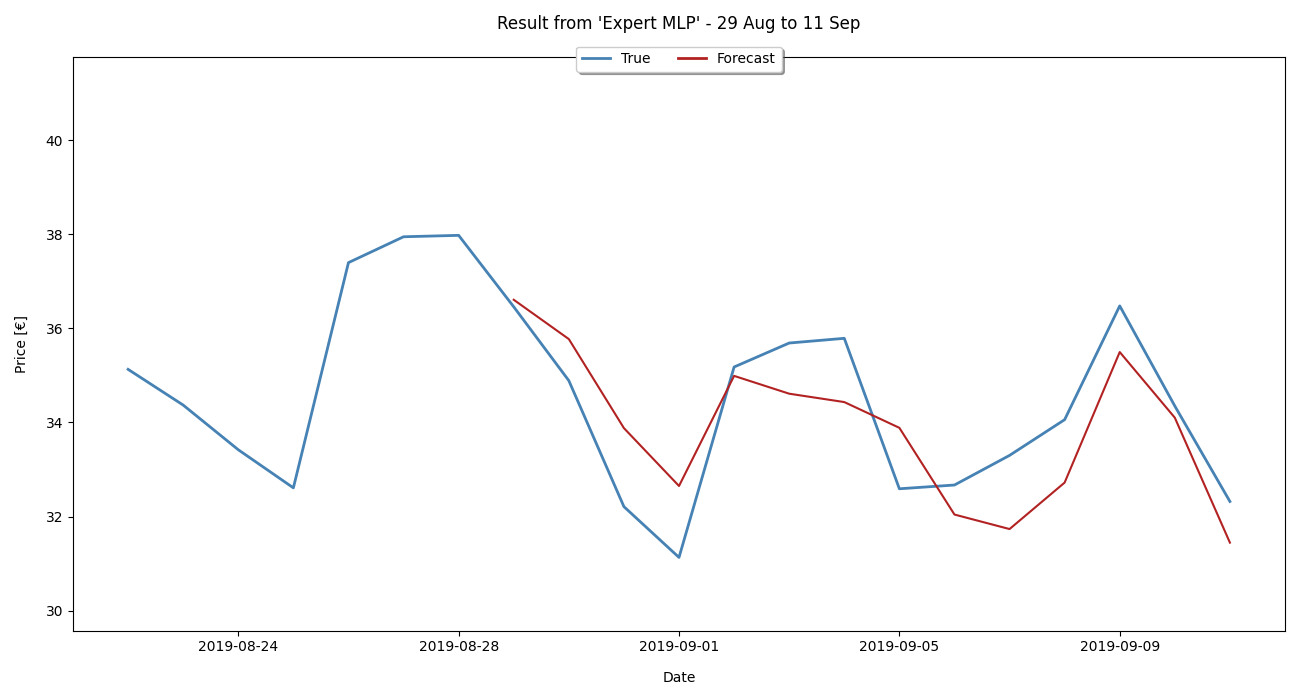 Result from 'Expert MLP' - 29 Aug to 11 Sep
True Forecast
Price [€]
40
38
36
34
32
30
2019-08-24 2019-08-28 2019-09-01 2019-09-05 2019-09-09
Date